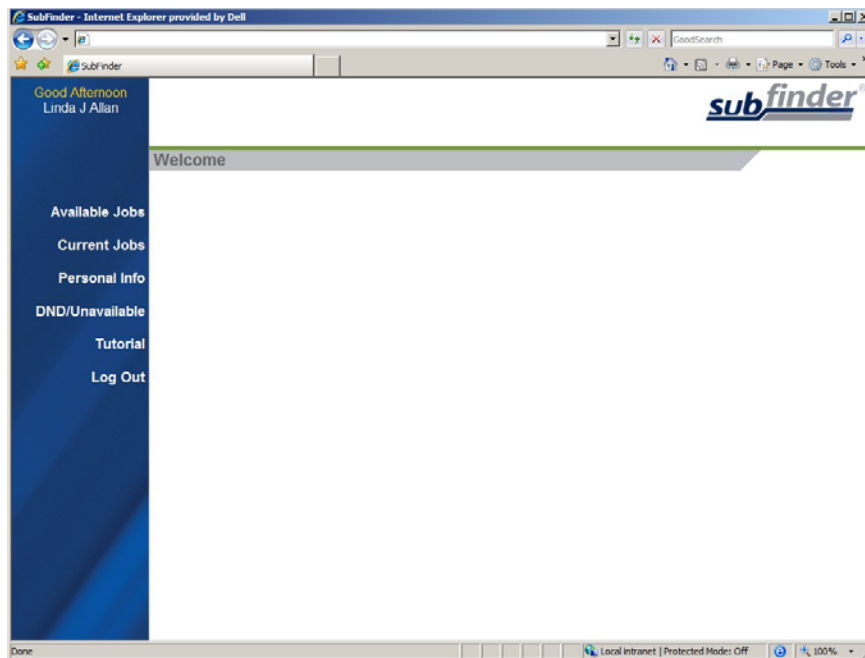 SubFinder - Internet Explorer provided by Dell
GoodSearch
SubFinder
Page
Tools
Good Afternoon
Linda J Allan
subfinder®
Welcome
Available Jobs
Current Jobs
Personal Info
DND/Unavailable
Tutorial
Log Out
Done
Local intranet | Protected Mode: Off
100%